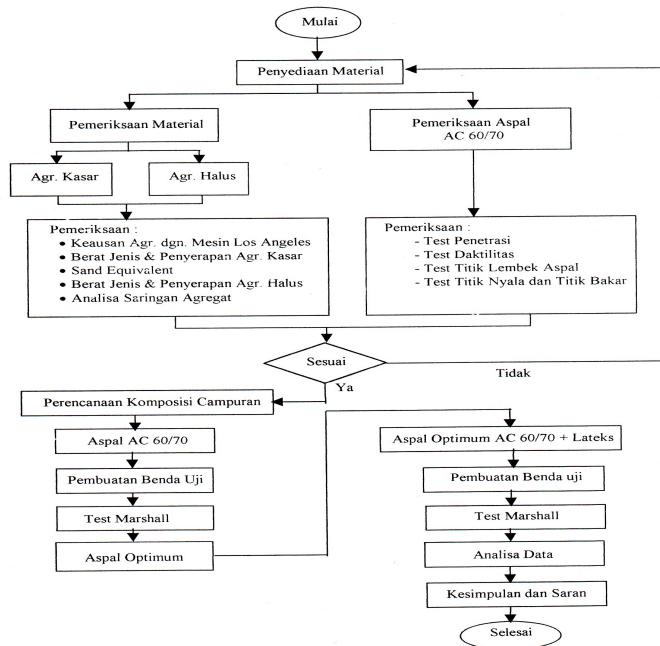 Mulai
Penyediaan Material
Pemeriksaan Material
Pemeriksaan Aspal
AC 60/70
Agr. Kasar
Agr. Halus
Pemeriksaan :
• Keausan Agr. dgn. Mesin Los Angeles
• Berat Jenis & Penyerapan Agr. Kasar
• Sand Equivalent
• Berat Jenis & Penyerapan Agr. Halus
• Analisa Saringan Agregat
Pemeriksaan :
- Test Penetrasi
- Test Daktilitas
- Test Titik Lembek Aspal
- Test Titik Nyala dan Titik Bakar
Sesuai
Tidak
Ya
Perencanaan Komposisi Campuran
Aspal AC 60/70
Pembuatan Benda Uji
Test Marshall
Aspal Optimum
Aspal Optimum AC 60/70 + Lateks
Pembuatan Benda uji
Test Marshall
Analisa Data
Kesimpulan dan Saran
Selesai